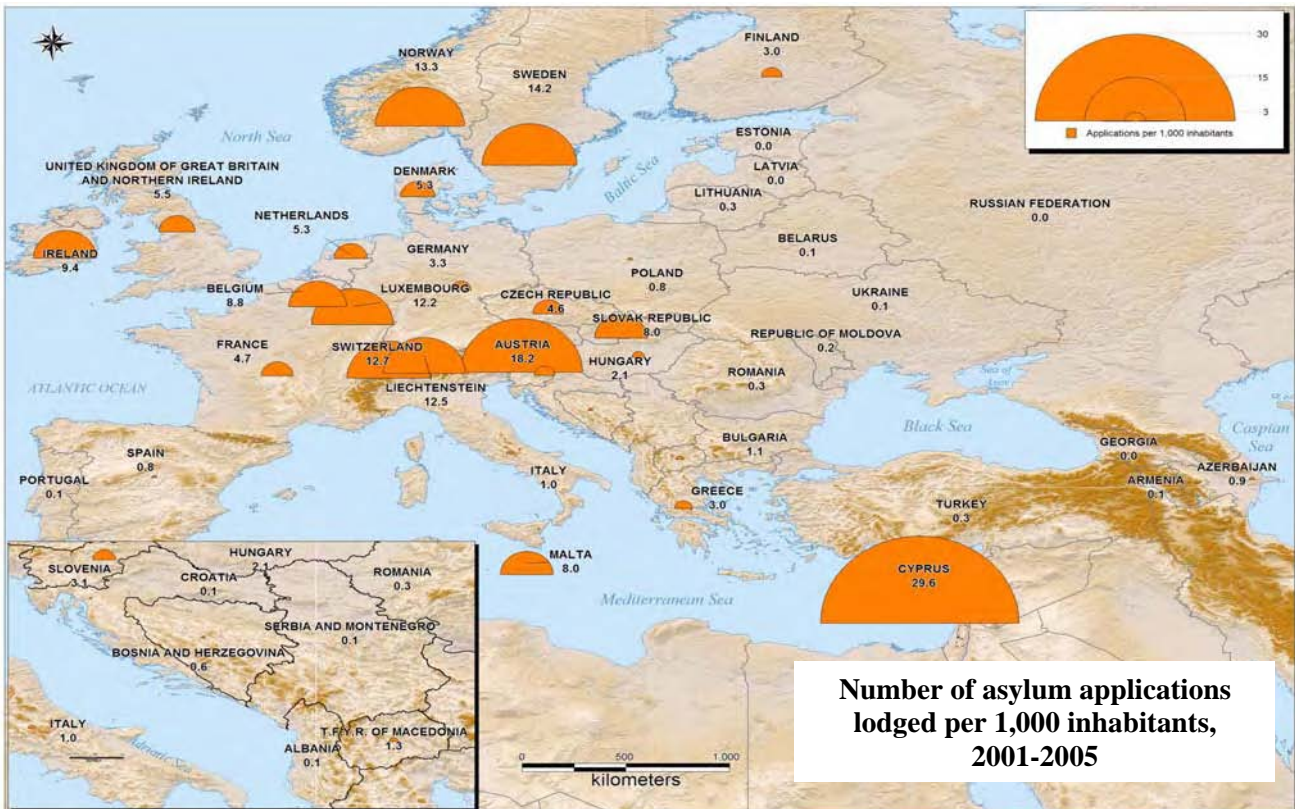 30
15
3
Applications per 1,000 inhabitants
FINLAND
3.0
NORWAY
13.3
SWEDEN
14.2
North Sea
ESTONIA
0.0
LATVIA
0.0
LITHUANIA
0.3
Baltic Sea
UNITED KINGDOM OF GREAT BRITAIN
AND NORTHERN IRELAND
5.5
DENMARK
5.3
RUSSIAN FEDERATION
0.0
NETHERLANDS
5.3
IRELAND
9.4
GERMANY
3.3
BELARUS
0.1
POLAND
0.8
BELGIUM
8.8
LUXEMBOURG
12.2
CZECH REPUBLIC
4.6
UKRAINE
0.1
SLOVAK REPUBLIC
8.0
REPUBLIC OF MOLDOVA
0.2
FRANCE
4.7
SWITZERLAND
12.7
AUSTRIA
18.2
HUNGARY
2.1
ROMANIA
0.3
ATLANTIC OCEAN
LIECHTENSTEIN
12.5
Sea of
Black Sea
Caspian
Sea
BULGARIA
1.1
GEORGIA
0.0
SPAIN
0.8
PORTUGAL
0.1
ITALY
1.0
AZERBAIJAN
0.9
ARMENIA
0.1
GREECE
3.0
TURKEY
0.3
MALTA
8.0
CYPRUS
29.6
Mediterranean Sea
SLOVENIA
3.1
HUNGARY
2.1
CROATIA
0.1
ROMANIA
0.3
SERBIA AND MONTENEGRO
0.1
BOSNIA AND HERZEGOVINA
0.6
ITALY
1.0
Adriatic Sea
T.F.Y.R. OF MACEDONIA
1.3
ALBANIA
0.1
0 500 1,000
kilometers
Number of asylum applications
lodged per 1,000 inhabitants,
2001-2005